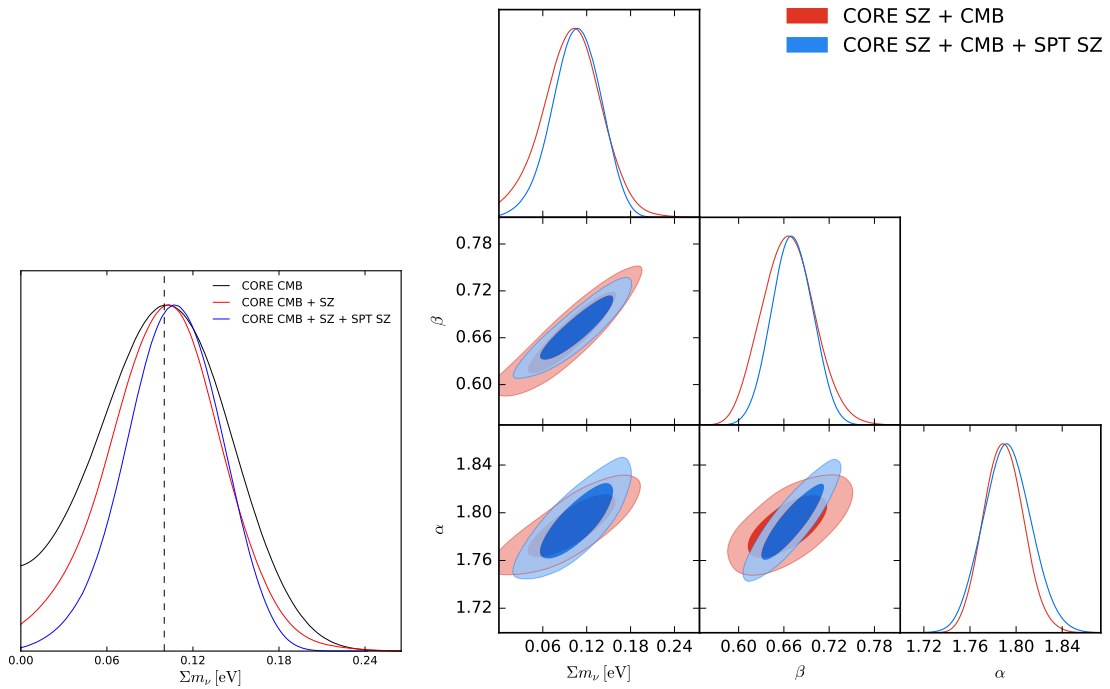 CORE SZ + CMB
CORE SZ + CMB + SPT SZ
CORE CMB
CORE CMB + SZ
CORE CMB + SZ + SPT SZ
0.00 0.06 0.12 0.18 0.24
Σmν [eV]
0.78
0.72
0.66
0.60
β
1.84
1.80
1.76
1.72
α
0.06 0.12 0.18 0.24
Σmν [eV]
0.60 0.66 0.72 0.78
β
1.72 1.76 1.80 1.84
α